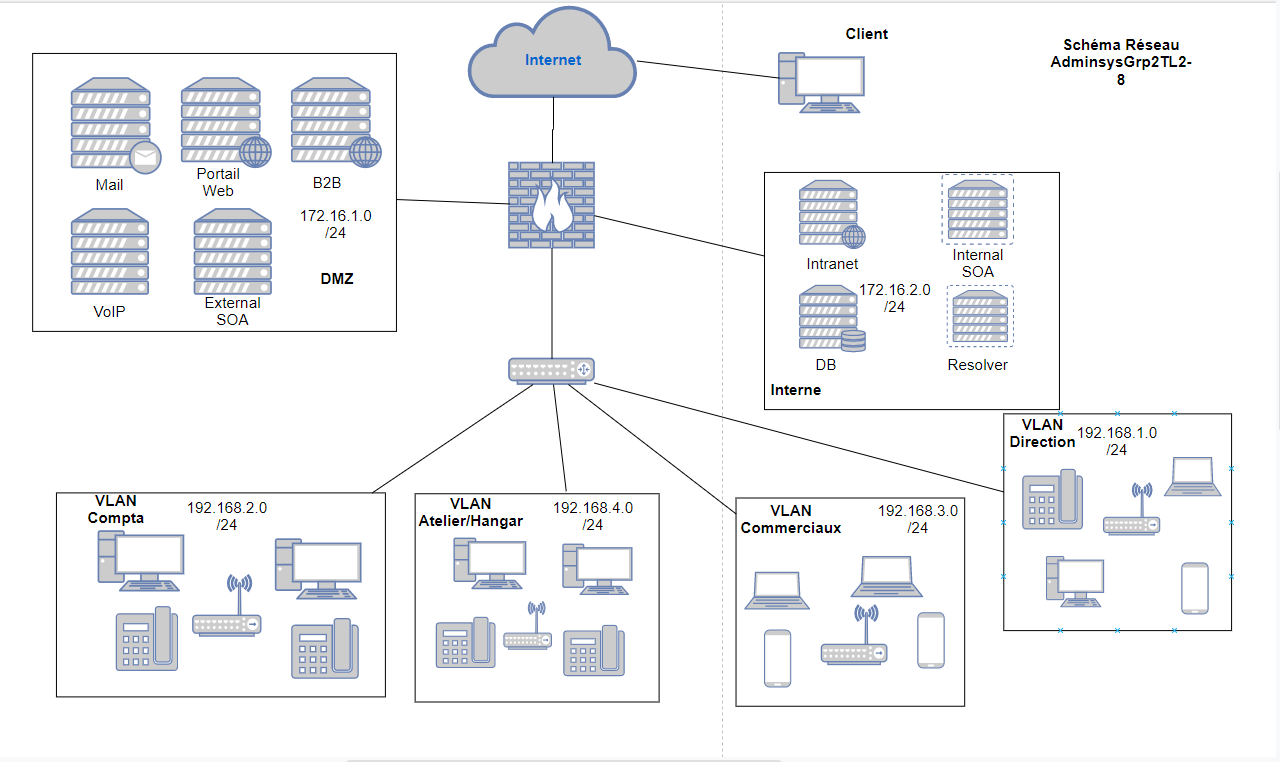 Internet
Client
Schéma Réseau
AdminsysGrp2TL2-
8
Mail
Portail
Web
B2B
VoIP
External
SOA
172.16.1.0
/24
DMZ
Intranet
Internal
SOA
172.16.2.0
/24
DB
Resolver
Interne
VLAN
Direction
192.168.1.0
/24
VLAN
Compta
192.168.2.0
/24
VLAN
Atelier/Hangar
192.168.4.0
/24
VLAN
Commerciaux
192.168.3.0
/24